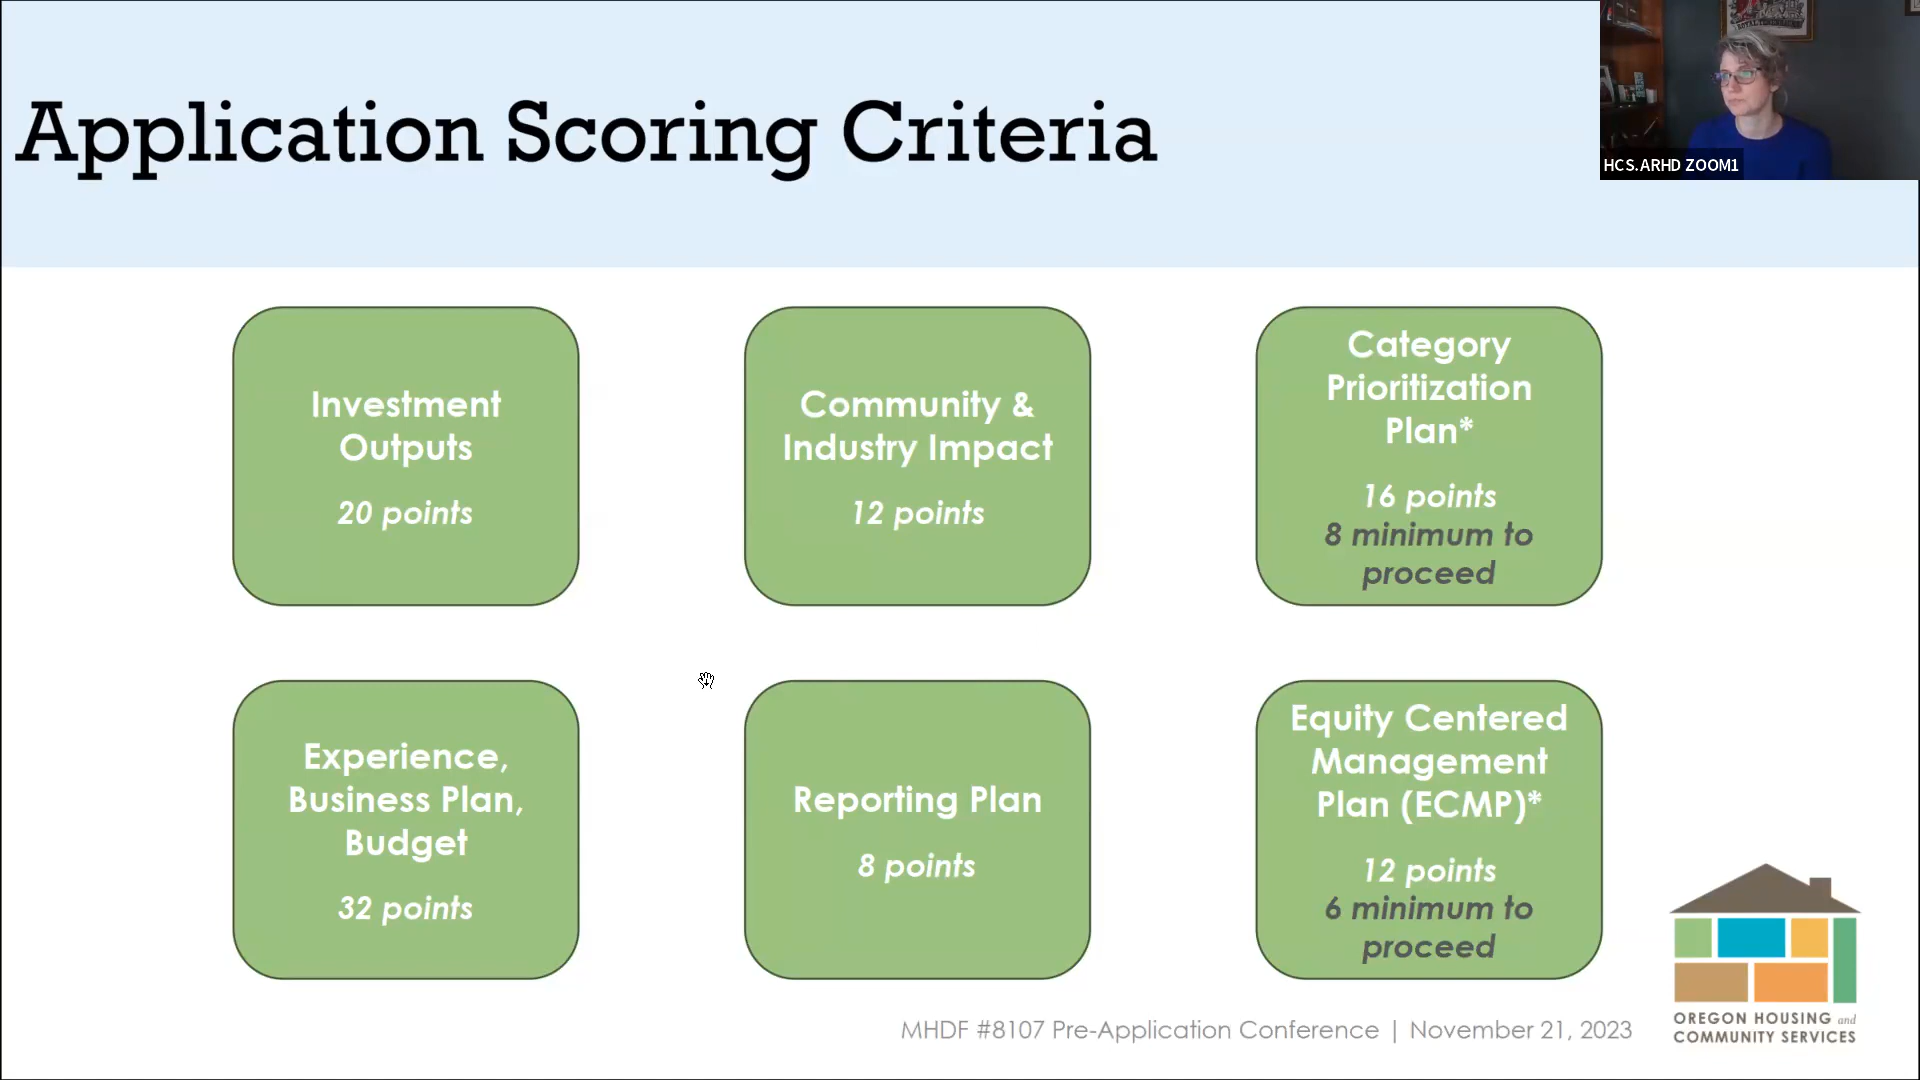 Application Scoring Criteria
HCS.ARHD ZOOM1
Investment
Outputs
20 points
Community &
Industry Impact
12 points
Category
Prioritization
Plan*
16 points
8 minimum to
proceed
Experience,
Business Plan,
Budget
32 points
Reporting Plan
8 points
Equity Centered
Management
Plan (ECMP)*
12 points
6 minimum to
proceed
MHDF #8107 Pre-Application Conference | November 21, 2023
OREGON HOUSING and
COMMUNITY SERVICES